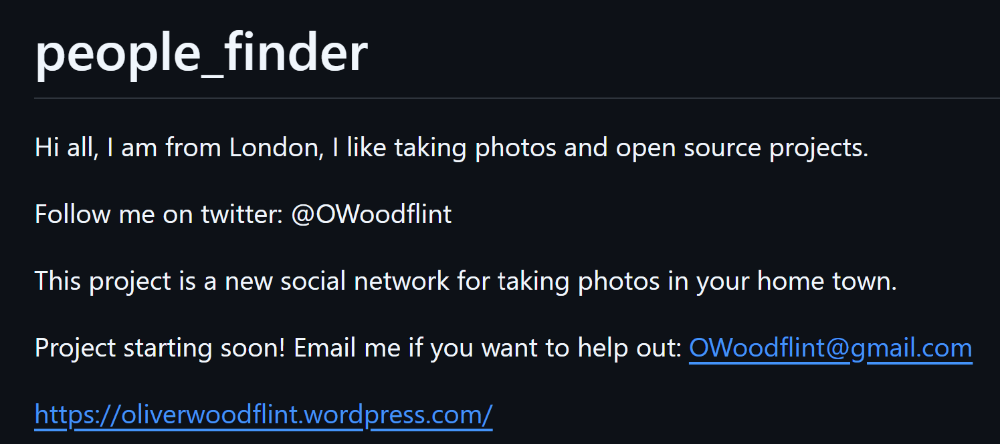 people_finder
Hi all, I am from London, I like taking photos and open source projects.
Follow me on twitter: @OWoodflint
This project is a new social network for taking photos in your home town.
Project starting soon! Email me if you want to help out: OWoodflint@gmail.com
https://oliverwoodflint.wordpress.com/